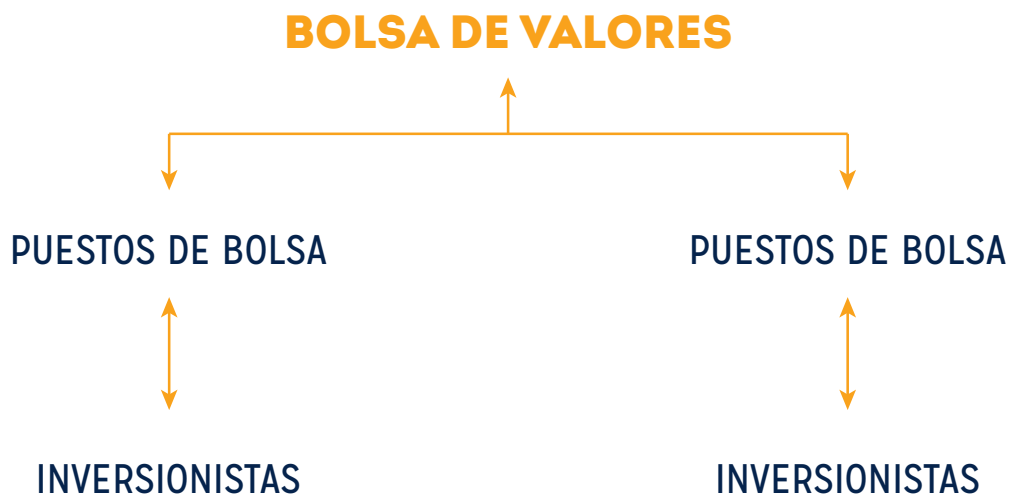 BOLSA DE VALORES
PUESTOS DE BOLSA
PUESTOS DE BOLSA
INVERSIONISTAS
INVERSIONISTAS